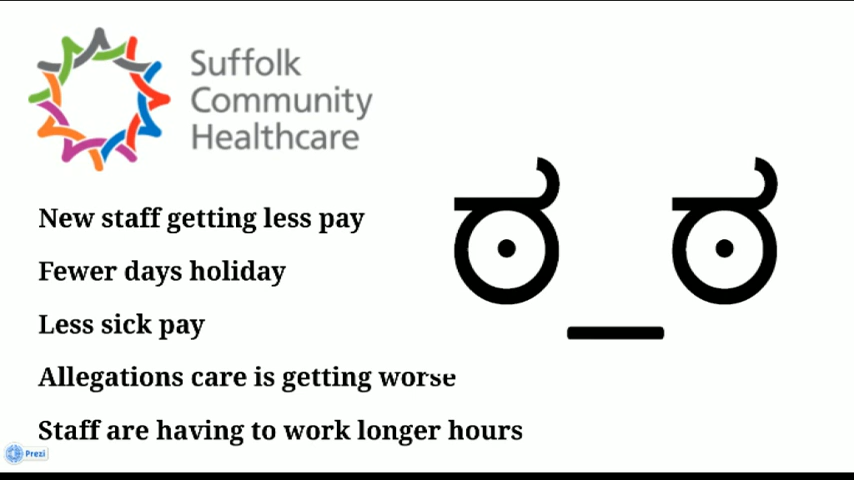 Suffolk
Community
Healthcare
New staff getting less pay
Fewer days holiday
Less sick pay
Allegations care is getting worse
Staff are having to work longer hours
ಠ_ಠ
Prezi